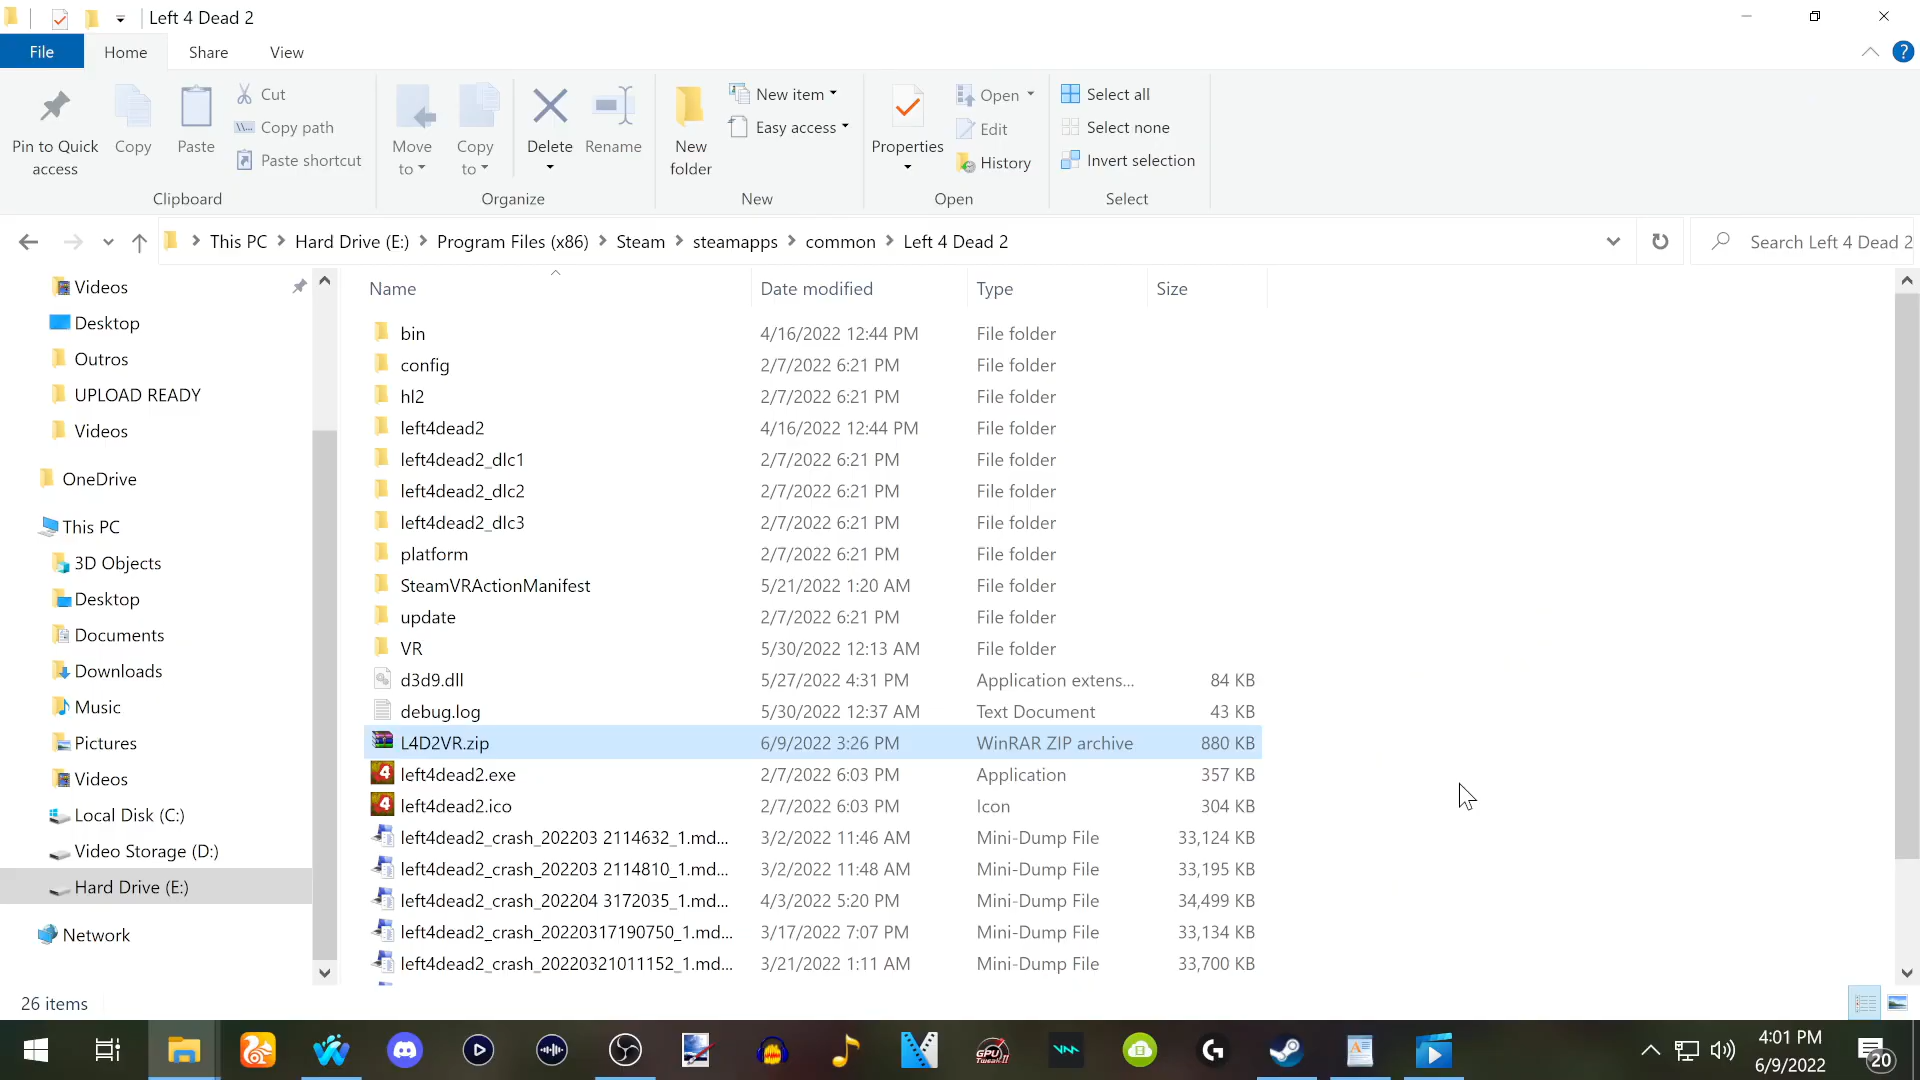 Left 4 Dead 2
File Home Share View
Pin to Quick access
Copy
Paste
Cut
Copy path
Paste shortcut
Clipboard
Move to
Copy to
Delete
Rename
Organize
New folder
New item
Easy access
New
Properties
Open
Edit
History
Open
Select all
Select none
Invert selection
Select
This PC Hard Drive (E:) Program Files (x86) Steam steamapps common Left 4 Dead 2
Search Left 4 Dead 2
Videos
Desktop
Outros
UPLOAD READY
Videos
OneDrive
This PC
3D Objects
Desktop
Documents
Downloads
Music
Pictures
Videos
Local Disk (C:)
Video Storage (D:)
Hard Drive (E:)
Network
Name Date modified Type Size
bin 4/16/2022 12:44 PM File folder
config 2/7/2022 6:21 PM File folder
hl2 2/7/2022 6:21 PM File folder
left4dead2 4/16/2022 12:44 PM File folder
left4dead2_dlc1 2/7/2022 6:21 PM File folder
left4dead2_dlc2 2/7/2022 6:21 PM File folder
left4dead2_dlc3 2/7/2022 6:21 PM File folder
platform 2/7/2022 6:21 PM File folder
SteamVRActionManifest 5/21/2022 1:20 AM File folder
update 2/7/2022 6:21 PM File folder
VR 5/30/2022 12:13 AM File folder
d3d9.dll 5/27/2022 4:31 PM Application extens... 84 KB
debug.log 5/30/2022 12:37 AM Text Document 43 KB
L4D2VR.zip 6/9/2022 3:26 PM WinRAR ZIP archive 880 KB
left4dead2.exe 2/7/2022 6:03 PM Application 357 KB
left4dead2.ico 2/7/2022 6:03 PM Icon 304 KB
left4dead2_crash_202203 2114632_1.md... 3/2/2022 11:46 AM Mini-Dump File 33,124 KB
left4dead2_crash_202203 2114810_1.md... 3/2/2022 11:48 AM Mini-Dump File 33,195 KB
left4dead2_crash_202204 3172035_1.md... 4/3/2022 5:20 PM Mini-Dump File 34,499 KB
left4dead2_crash_20220317190750_1.md... 3/17/2022 7:07 PM Mini-Dump File 33,134 KB
left4dead2_crash_20220321011152_1.md... 3/21/2022 1:11 AM Mini-Dump File 33,700 KB
26 items
GPU Tweak II
4:01 PM
6/9/2022
20